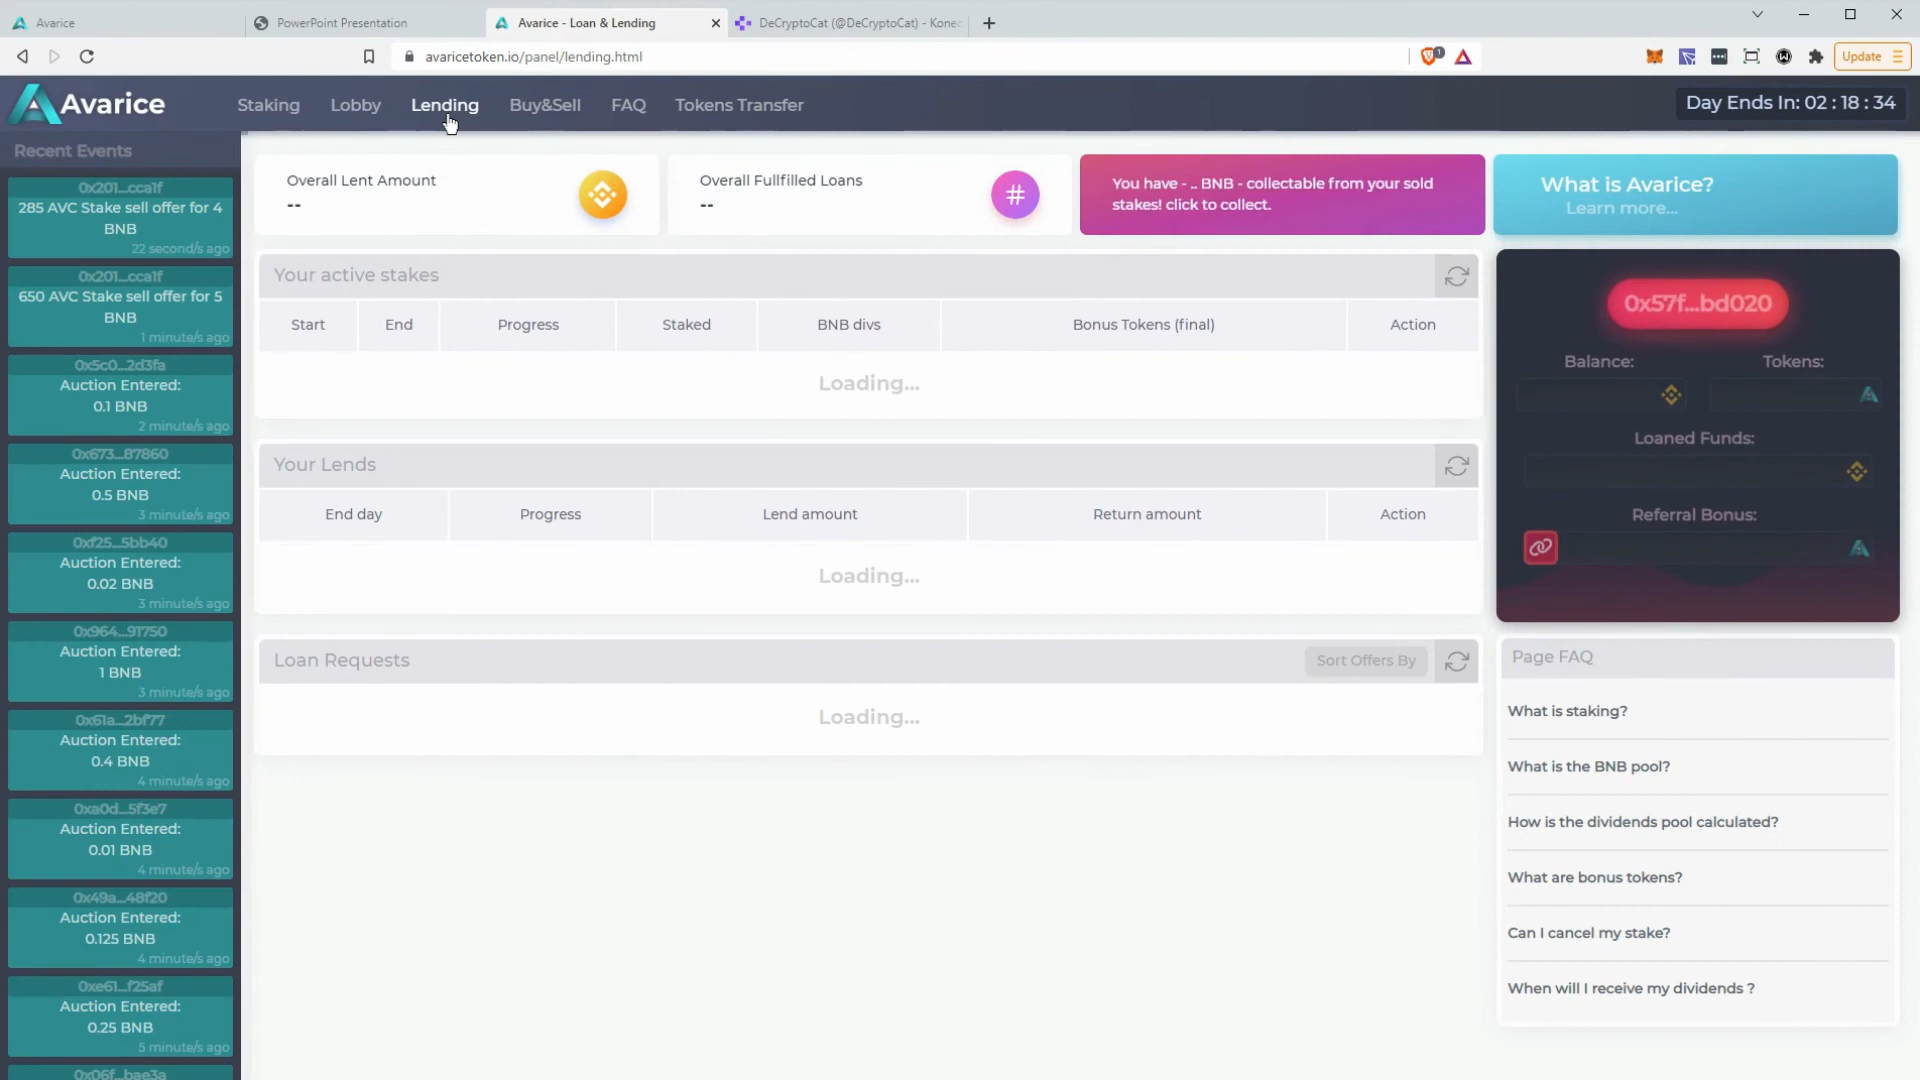 Avarice
PowerPoint Presentation
Avarice - Loan & Lending
DeCryptoCat (@DeCryptoCat) - Konec
avaricetoken.io/panel/lending.html
1
Update
Avarice
Staking
Lobby
Lending
Buy&Sell
FAQ
Tokens Transfer
Day Ends In: 02 : 18 : 34
Recent Events
0x201...cca1f
285 AVC Stake sell offer for 4
BNB
22 second/s ago
0x201...cca1f
650 AVC Stake sell offer for 5
BNB
1 minute/s ago
0x5c0...2d3fa
Auction Entered:
0.1 BNB
2 minute/s ago
0x673...87860
Auction Entered:
0.5 BNB
3 minute/s ago
0xf25...5bb40
Auction Entered:
0.02 BNB
3 minute/s ago
0x964...91750
Auction Entered:
1 BNB
3 minute/s ago
0x61a...2bf77
Auction Entered:
0.4 BNB
4 minute/s ago
0xa0d...5f3e7
Auction Entered:
0.01 BNB
4 minute/s ago
0x49a...48f20
Auction Entered:
0.125 BNB
4 minute/s ago
0xe61...f25af
Auction Entered:
0.25 BNB
5 minute/s ago
0x06f...bae3a
Overall Lent Amount
--
Overall Fullfilled Loans
--
#
You have - .. BNB - collectable from your sold
stakes! click to collect.
What is Avarice?
Learn more...
Your active stakes
Start
End
Progress
Staked
BNB divs
Bonus Tokens (final)
Action
Loading...
Your Lends
End day
Progress
Lend amount
Return amount
Action
Loading...
Loan Requests
Sort Offers By
Loading...
0x57f...bd020
Balance:
Tokens:
Loaned Funds:
Referral Bonus:
Page FAQ
What is staking?
What is the BNB pool?
How is the dividends pool calculated?
What are bonus tokens?
Can I cancel my stake?
When will I receive my dividends ?